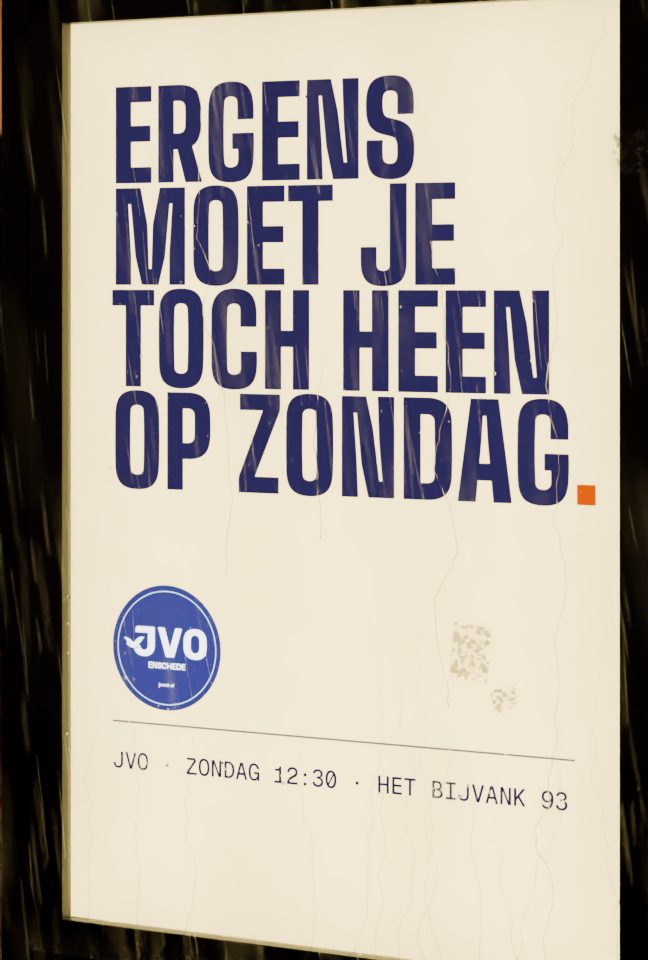 ERGENS
MOET JE
TOCH HEEN
OP ZONDAG.
JVO
ENSCHEDE
JVO · ZONDAG 12:30 · HET BIJVANK 93